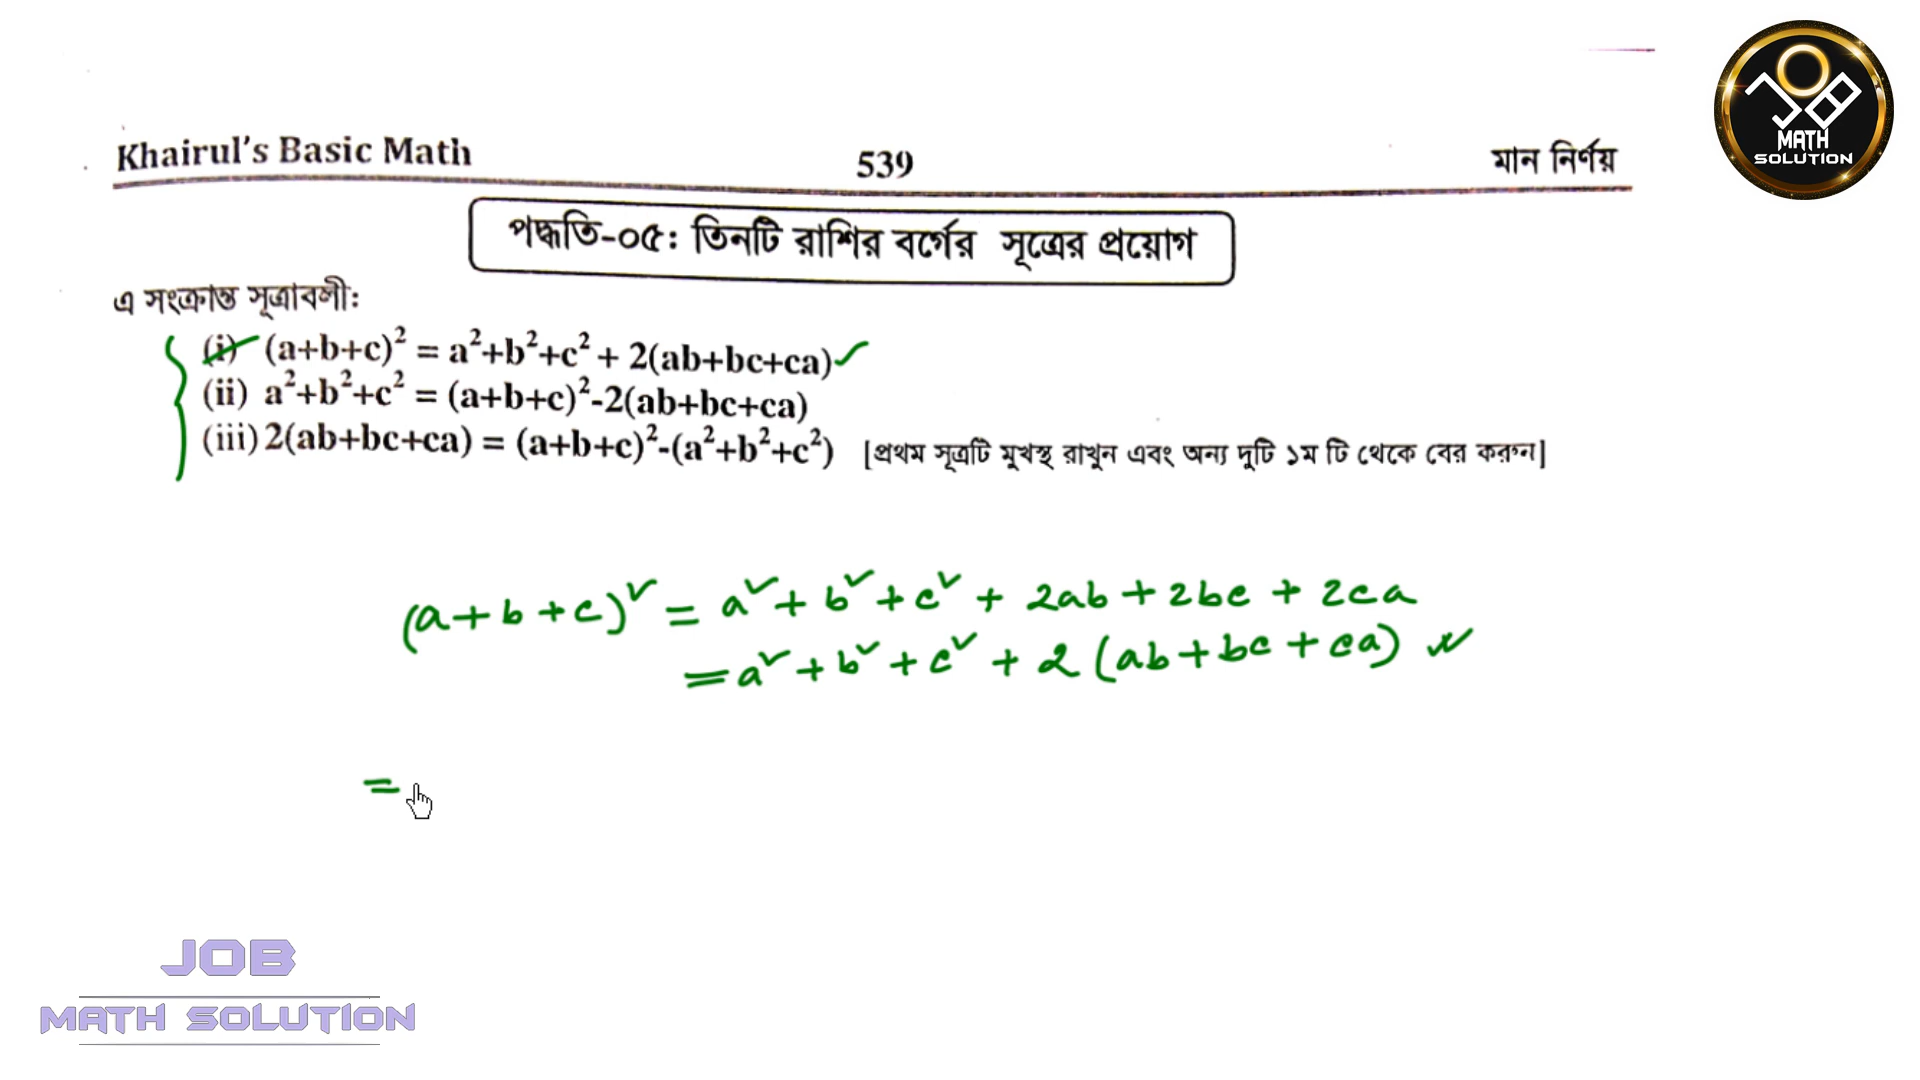 Khairul's Basic Math 539 মান নির্ণয়
JOB
MATH
SOLUTION
পদ্ধতি-০৫: তিনটি রাশির বর্গের সূত্রের প্রয়োগ
এ সংক্রান্ত সূত্রাবলী:
(i) (a+b+c)² = a²+b²+c² + 2(ab+bc+ca)
(ii) a²+b²+c² = (a+b+c)²-2(ab+bc+ca)
(iii) 2(ab+bc+ca) = (a+b+c)²-(a²+b²+c²) [প্রথম সূত্রটি মুখস্থ রাখুন এবং অন্য দুটি ১ম টি থেকে বের করুন]
(a+b+c)² = a² + b² + c² + 2ab + 2bc + 2ca
= a² + b² + c² + 2 (ab + bc + ca)
=
JOB
MATH SOLUTION